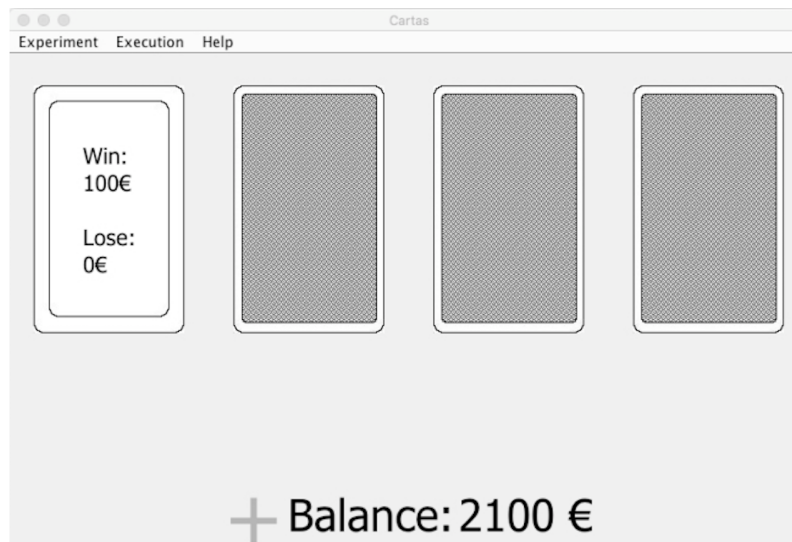 Cartas
Experiment Execution Help
Win:
100€
Lose:
0€
Balance: 2100 €